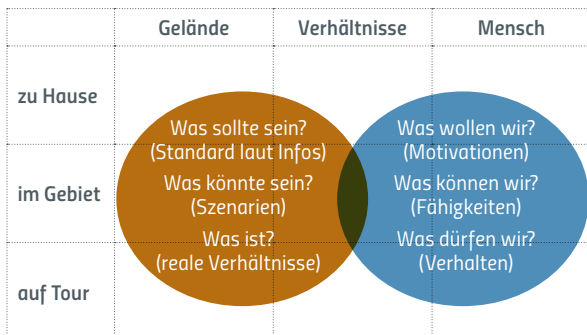 Gelände Verhältnisse Mensch
zu Hause
Was sollte sein? Was wollen wir?
(Standard laut Infos) (Motivationen)
im Gebiet Was könnte sein? Was können wir?
(Szenarien) (Fähigkeiten)
Was ist? Was dürfen wir?
(reale Verhältnisse) (Verhalten)
auf Tour